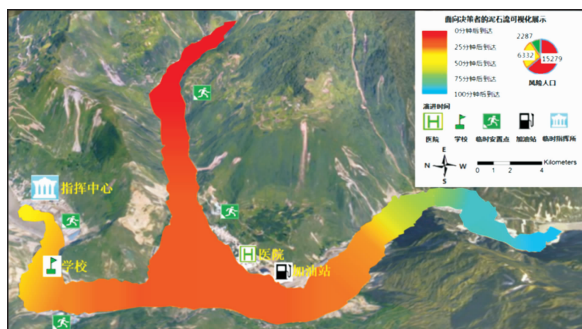 面向决策者的泥石流可视化展示
0分钟后到达
25分钟后到达
50分钟后到达
75分钟后到达
100分钟后到达
演进时间
2287
6332
15279
风险人口
医院
学校
临时安置点
加油站
临时指挥所
E
N
W
S
0
1
2
4
Kilometers
指挥中心
学校
医院
加油站